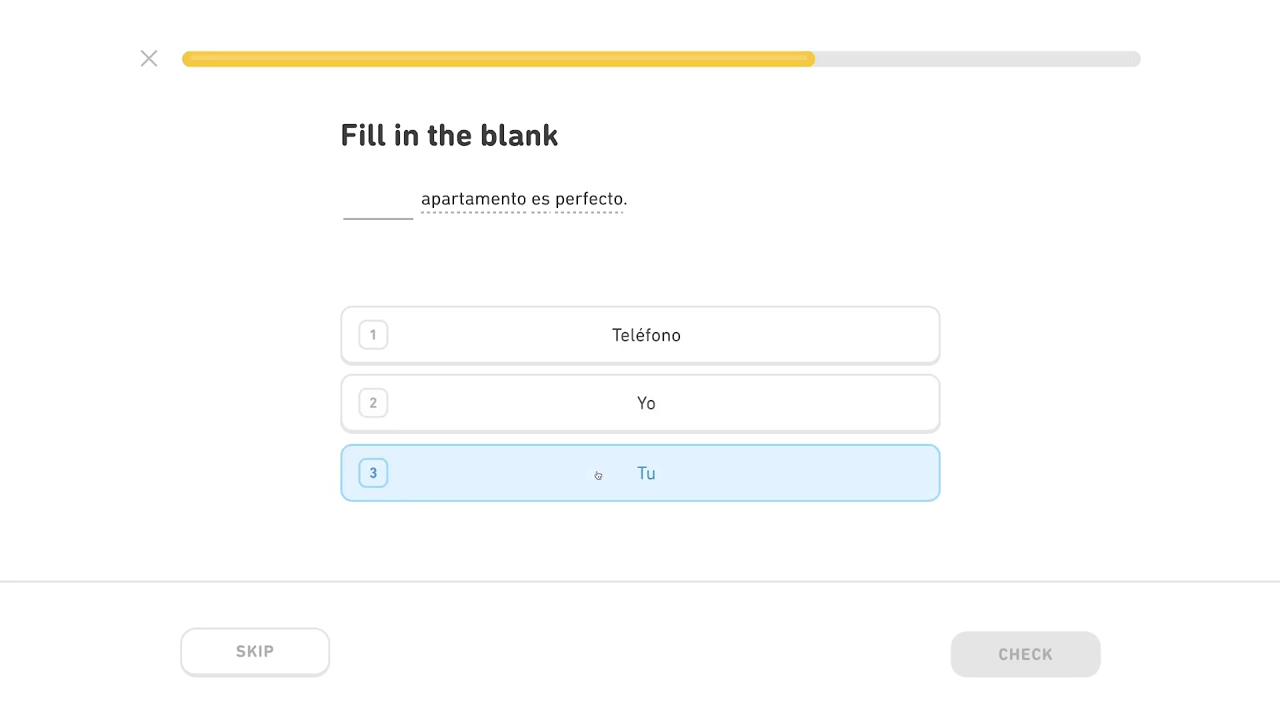 Fill in the blank
apartamento es perfecto.
1 Teléfono
2 Yo
3 Tu
SKIP
CHECK